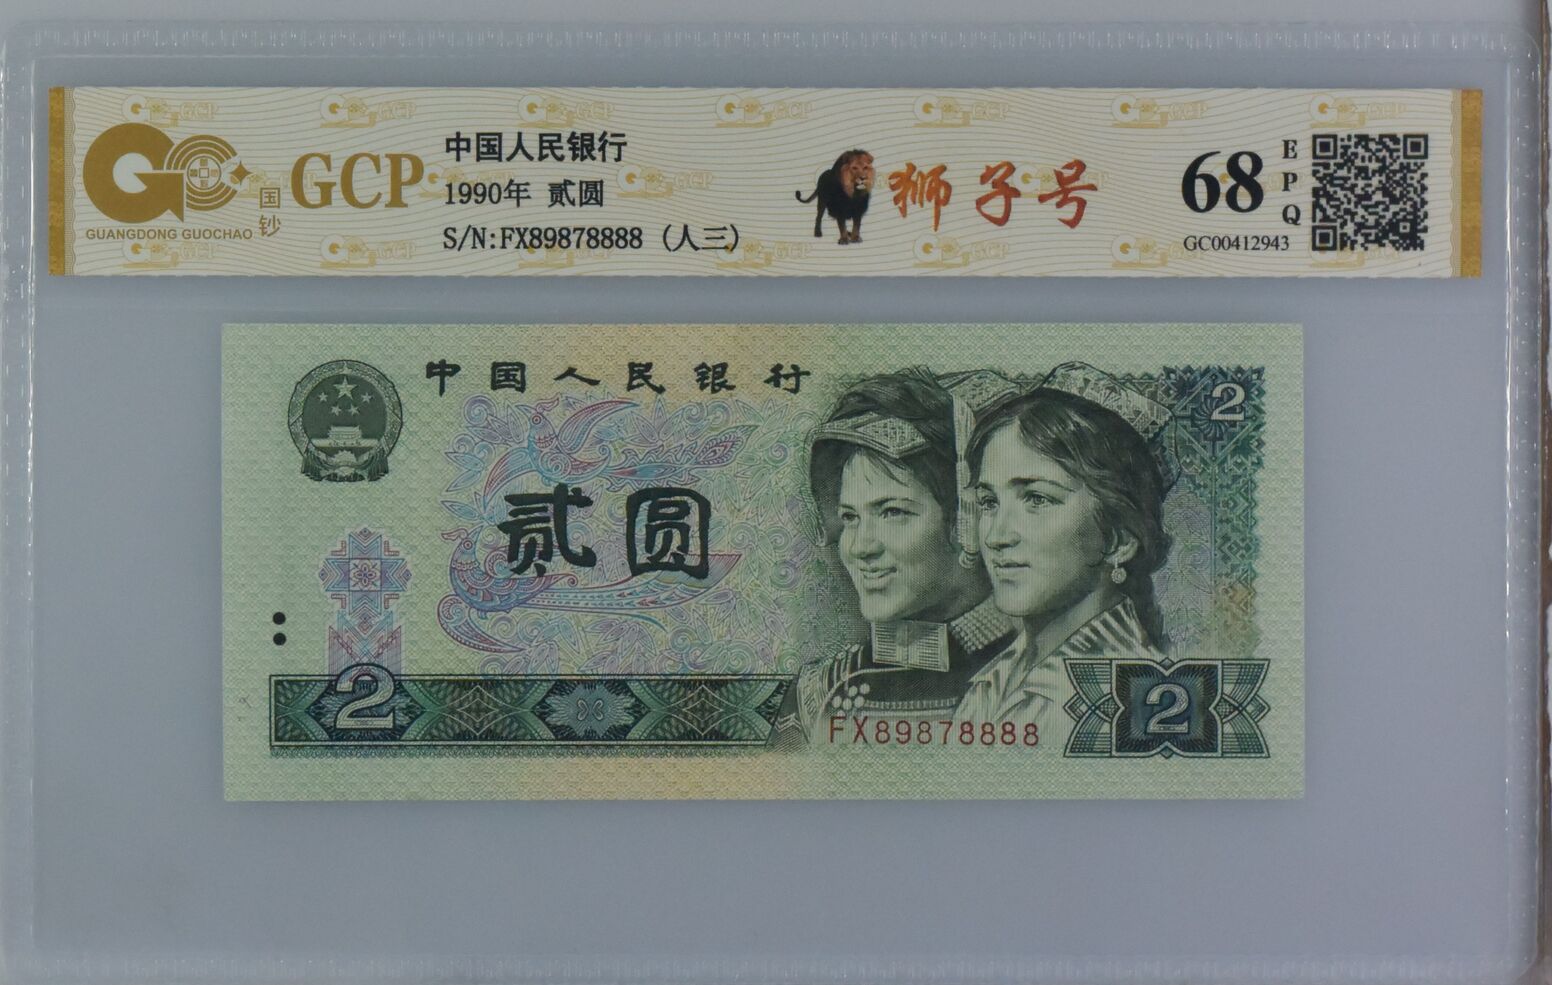 GCP
国钞
GUANGDONG GUOCHAO
中国人民银行
1990年 贰圆
S/N:FX89878888 (人三)
狮子号
68
EPQ
GC00412943
中国人民银行
2
贰圆
2
FX89878888
2